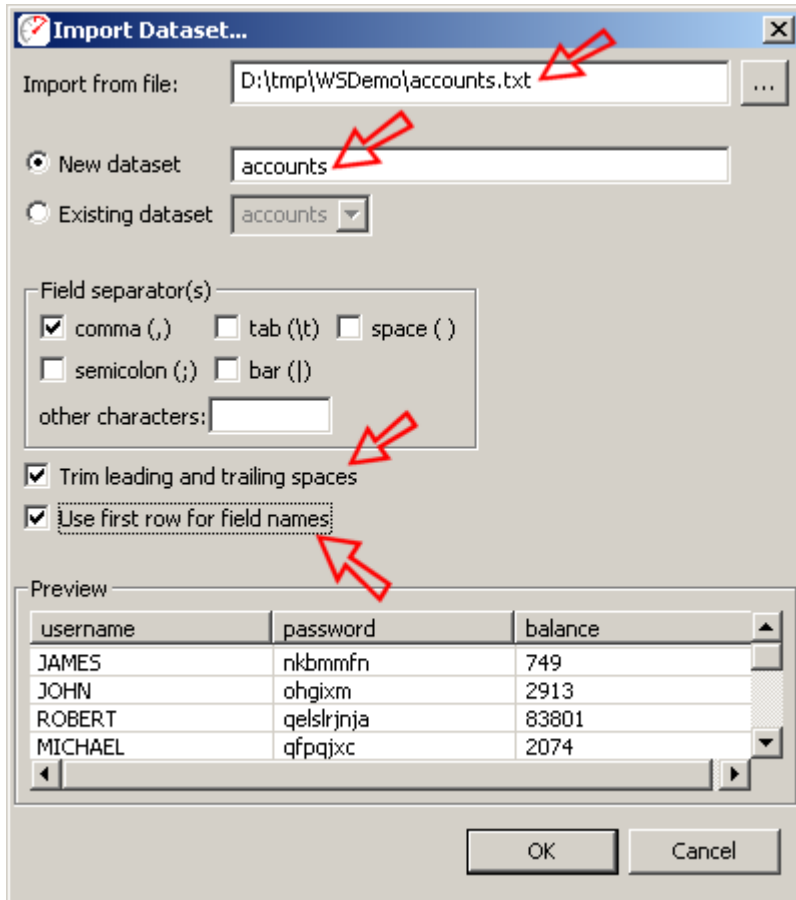 Import Dataset...
Import from file: D:\tmp\WSDemo\accounts.txt ...
New dataset accounts
Existing dataset accounts
Field separator(s)
comma (,) tab (\t) space ( )
semicolon (;) bar (|)
other characters:
Trim leading and trailing spaces
Use first row for field names
Preview
username password balance
JAMES nkbmmfn 749
JOHN ohgixm 2913
ROBERT qelslrjnja 83801
MICHAEL qfpqjxc 2074
OK Cancel